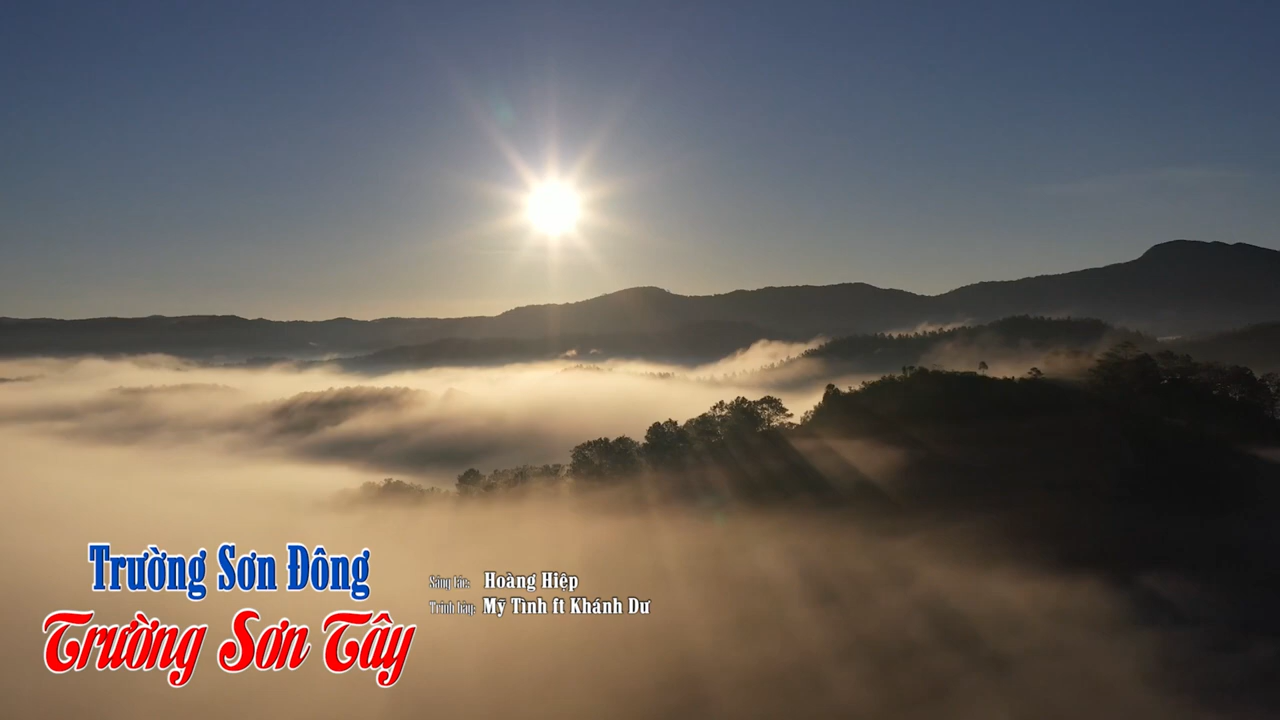 Trường Sơn Đông
Trường Sơn Tây
Sáng tác: Hoàng Hiệp
Trình bày: Mỹ Tình ft Khánh Dư